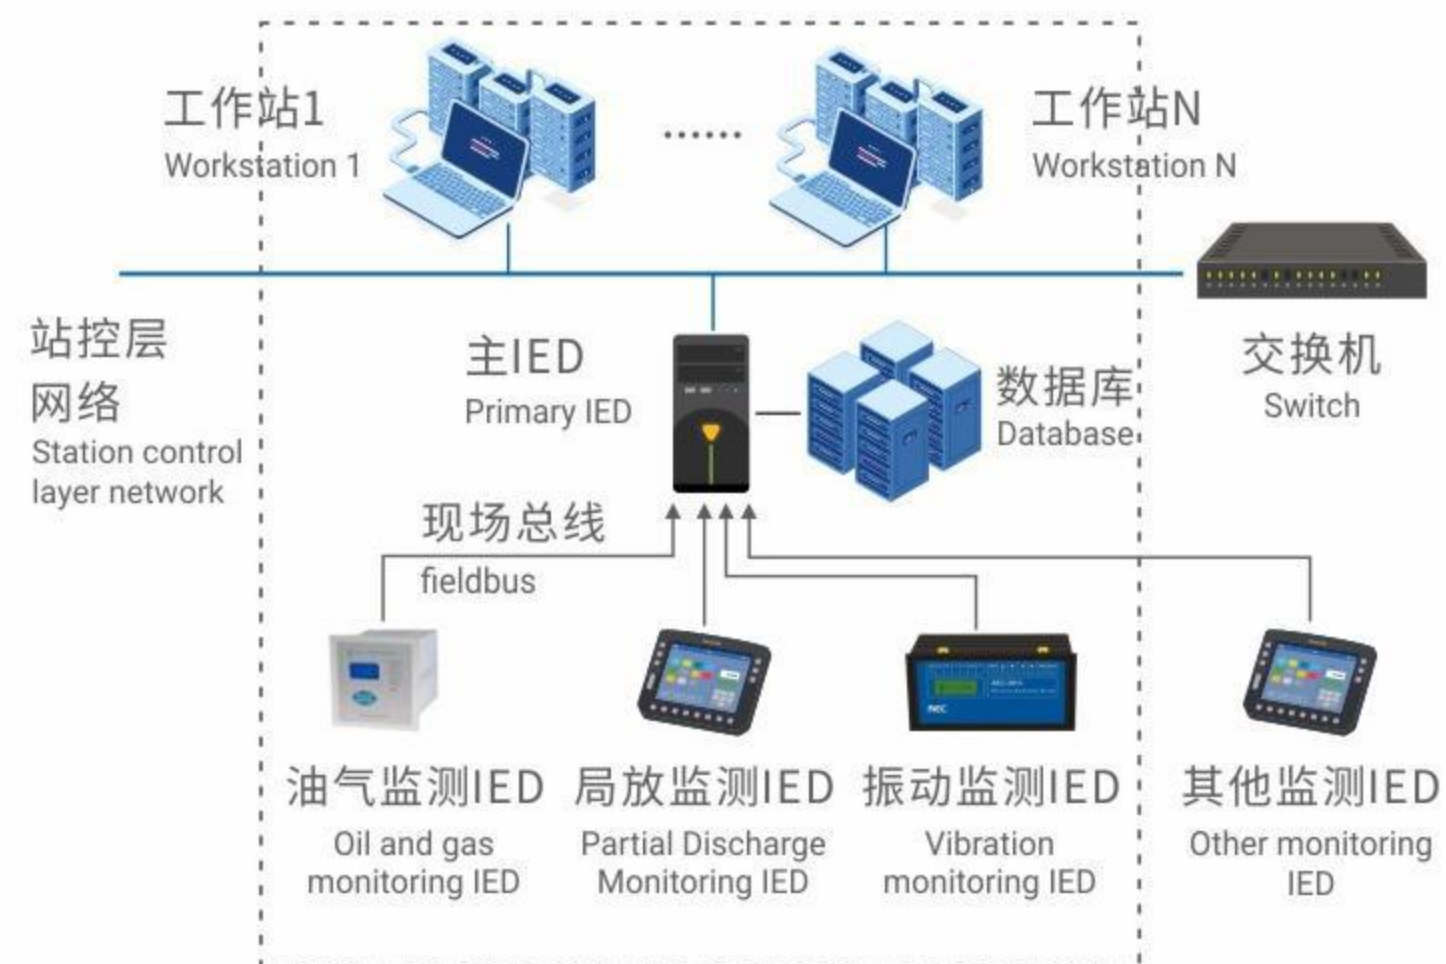 工作站1
Workstation 1
......
工作站N
Workstation N
站控层
网络
Station control
layer network
主IED
Primary IED
数据库
Database
交换机
Switch
现场总线
fieldbus
油气监测IED
Oil and gas
monitoring IED
局放监测IED
Partial Discharge
Monitoring IED
振动监测IED
Vibration
monitoring IED
其他监测IED
Other monitoring
IED